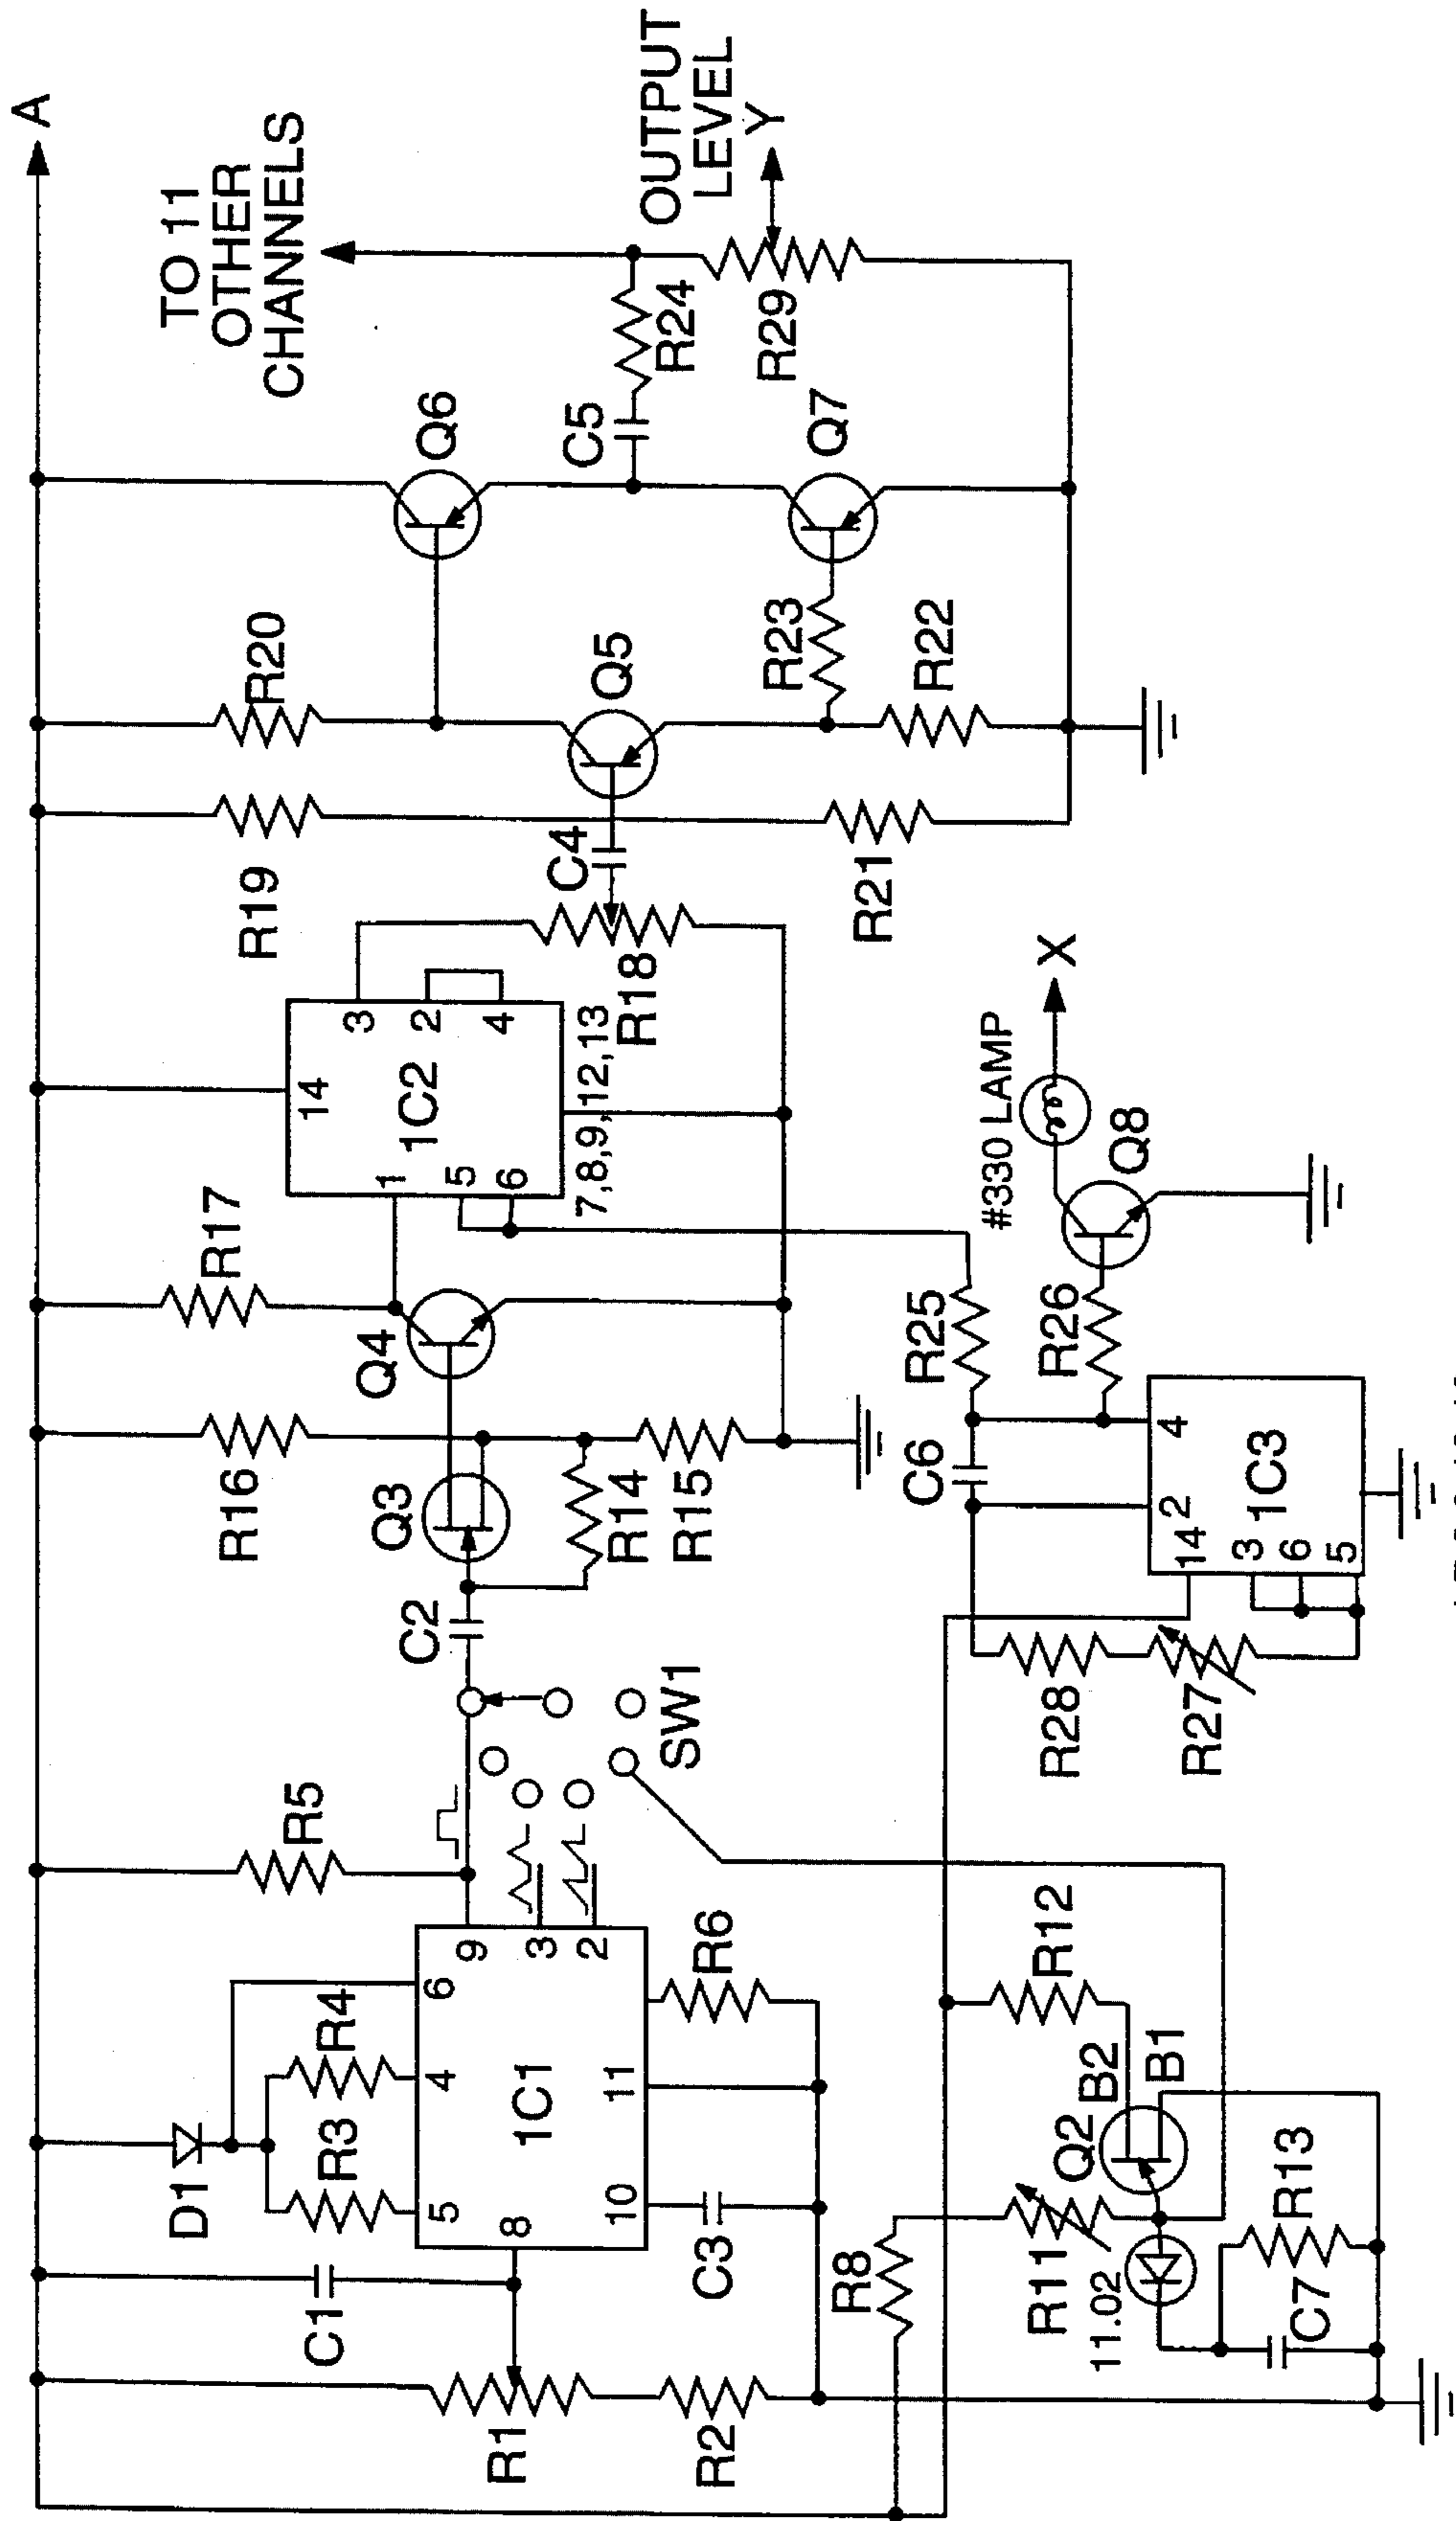 A
TO 11
OTHER
CHANNELS
OUTPUT
LEVEL
Y
R24
R29
C5
Q6
Q7
R20
Q5
R23
R22
R19
C4
R21
R18
14
3
2
4
1C2
1
5
6
7,8,9,12,13
#330 LAMP
X
Q8
R17
Q4
R25
R26
R16
Q3
R14
R15
C6
4
2
14
1C3
3
6
5
C2
SW1
R28
R27
R5
D1
R3
R4
6
4
5
9
3
2
1C1
8
10
11
R6
C1
C3
R1
R2
R8
R12
B2
B1
Q2
R11
11.02
R13
C7